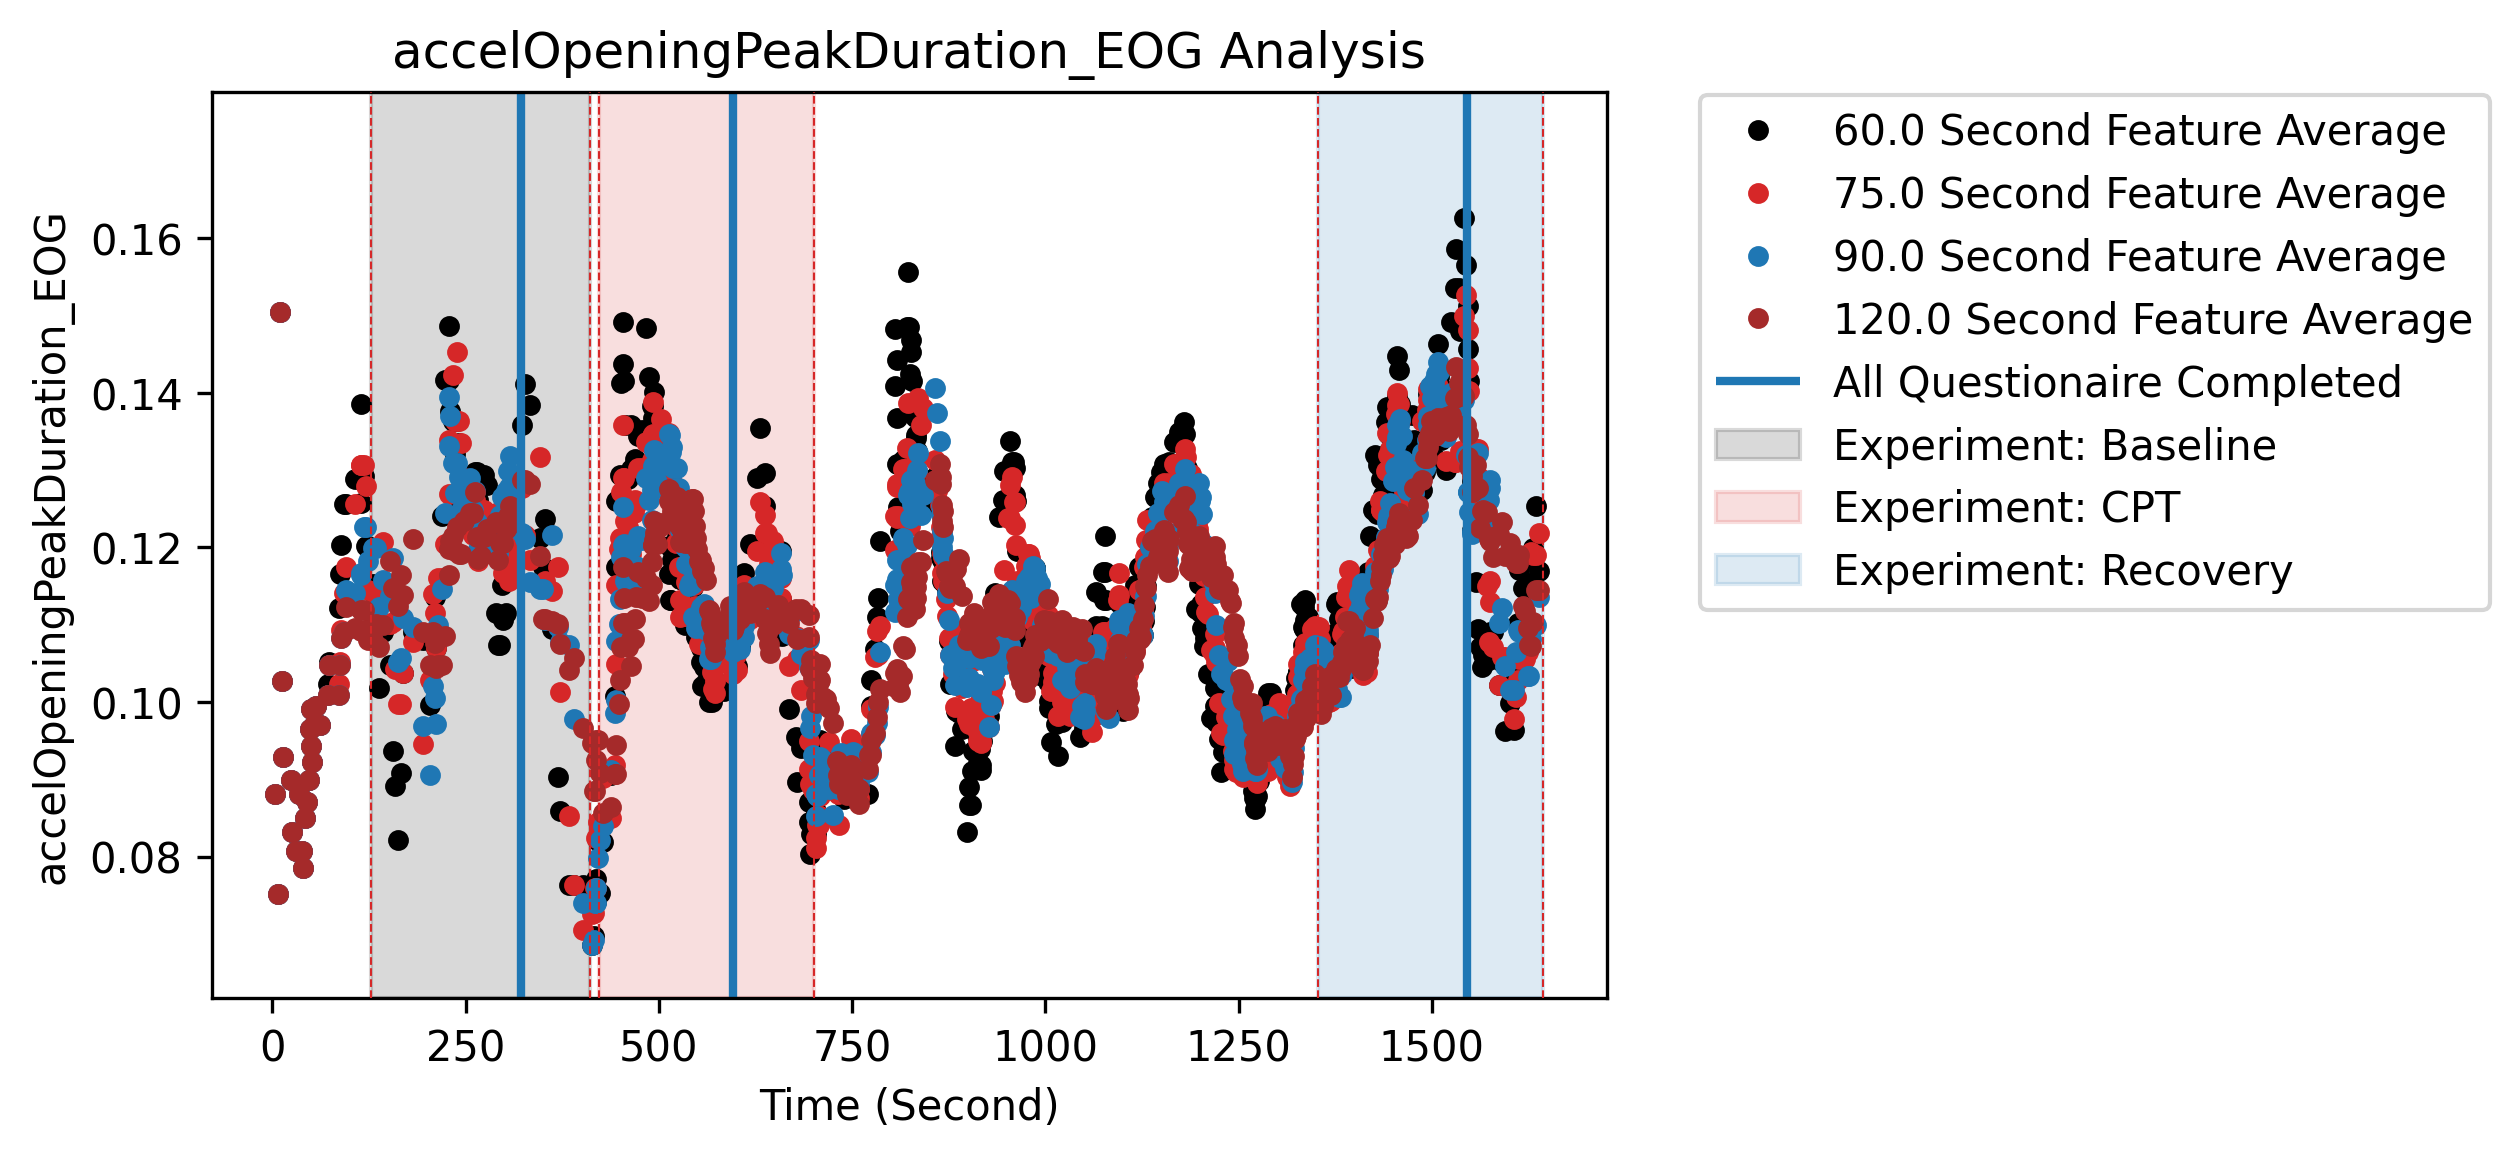 accelOpeningPeakDuration_EOG Analysis
accelOpeningPeakDuration_EOG
0.16
0.14
0.12
0.10
0.08
0 250 500 750 1000 1250 1500
Time (Second)
60.0 Second Feature Average
75.0 Second Feature Average
90.0 Second Feature Average
120.0 Second Feature Average
All Questionaire Completed
Experiment: Baseline
Experiment: CPT
Experiment: Recovery